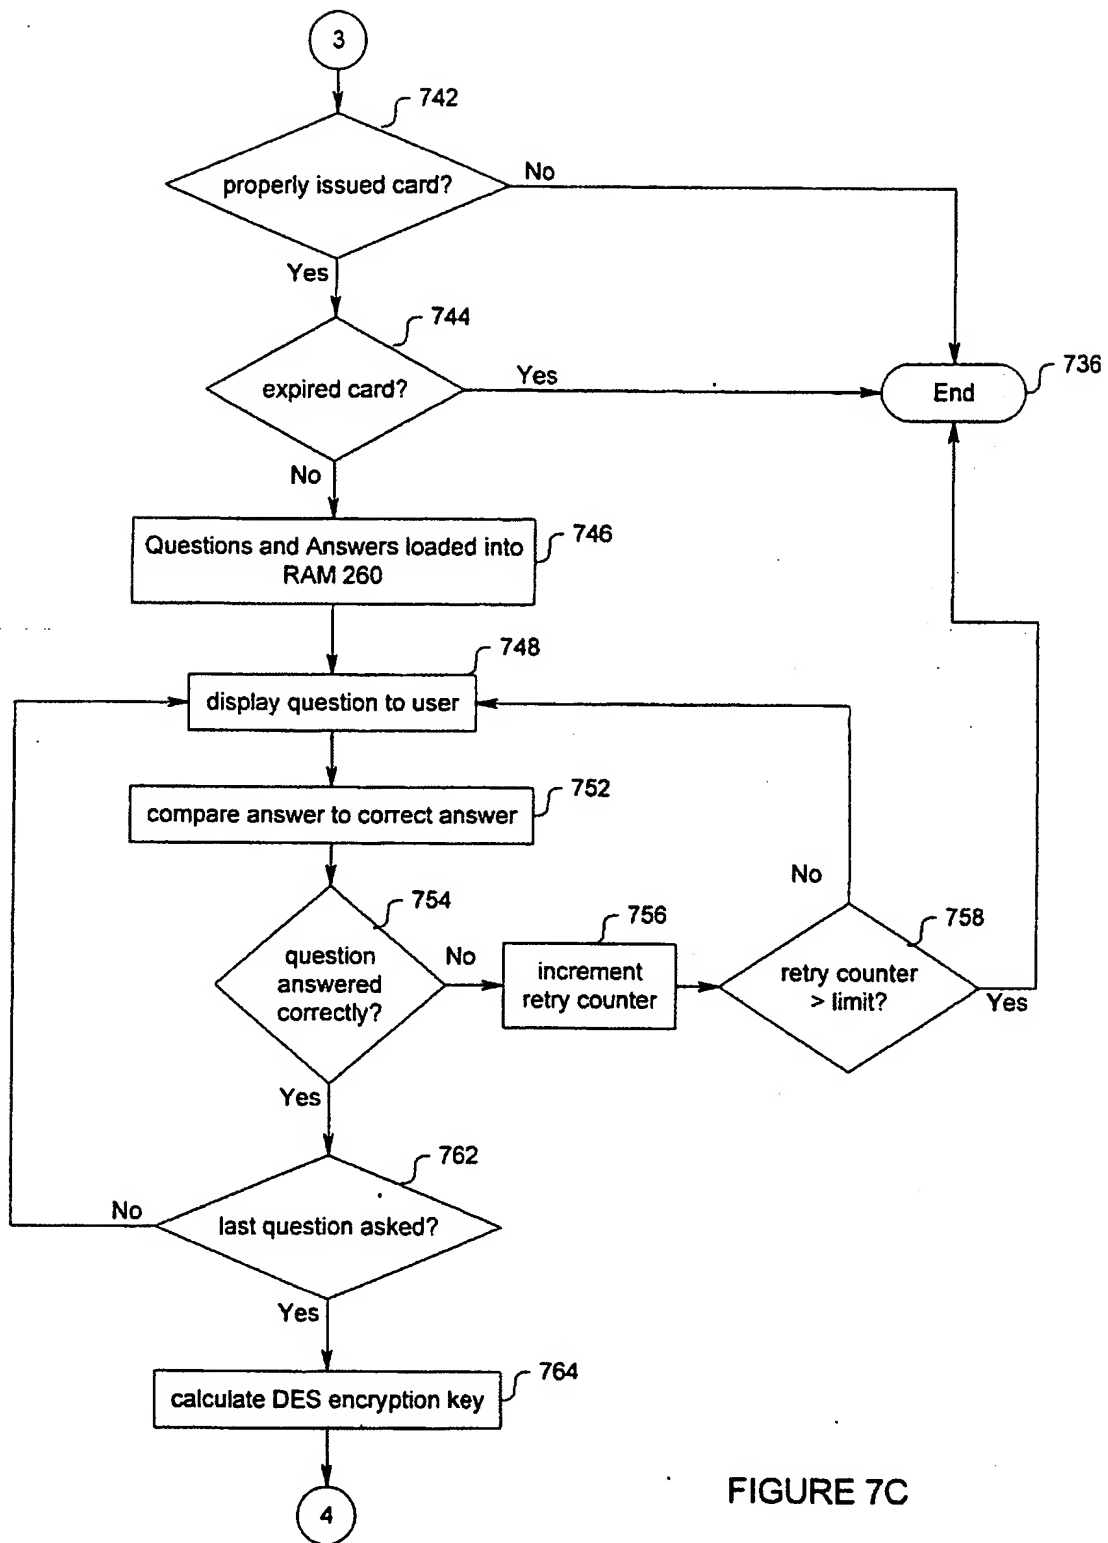 3
742
properly issued card?
No
Yes
744
expired card?
Yes
736
End
No
Questions and Answers loaded into
RAM 260
746
748
display question to user
752
compare answer to correct answer
No
754
756
758
question
answered
correctly?
No
increment
retry counter
retry counter
> limit?
Yes
Yes
762
No
last question asked?
Yes
764
calculate DES encryption key
4
FIGURE 7C